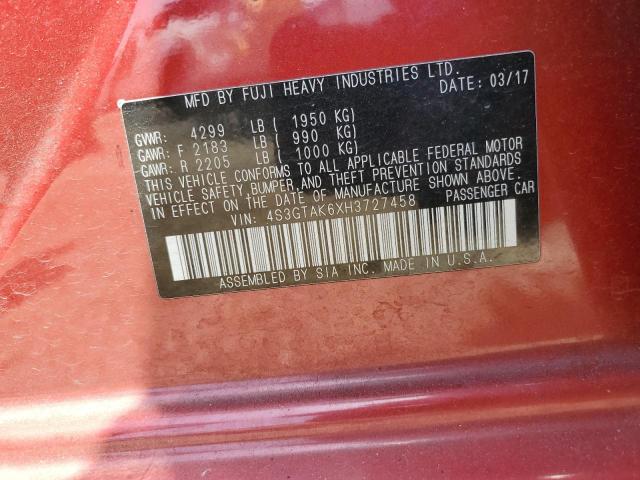 MFD BY FUJI HEAVY INDUSTRIES LTD.
DATE: 03/17
GVWR: 4299 LB ( 1950 KG)
GAWR: F 2183 LB ( 990 KG)
GAWR: R 2205 LB ( 1000 KG)
THIS VEHICLE CONFORMS TO ALL APPLICABLE FEDERAL MOTOR
VEHICLE SAFETY, BUMPER, AND THEFT PREVENTION STANDARDS
IN EFFECT ON THE DATE OF MANUFACTURE SHOWN ABOVE.
VIN: 4S3GTAK6XH3727458 PASSENGER CAR
ASSEMBLED BY SIA INC. MADE IN U.S.A.